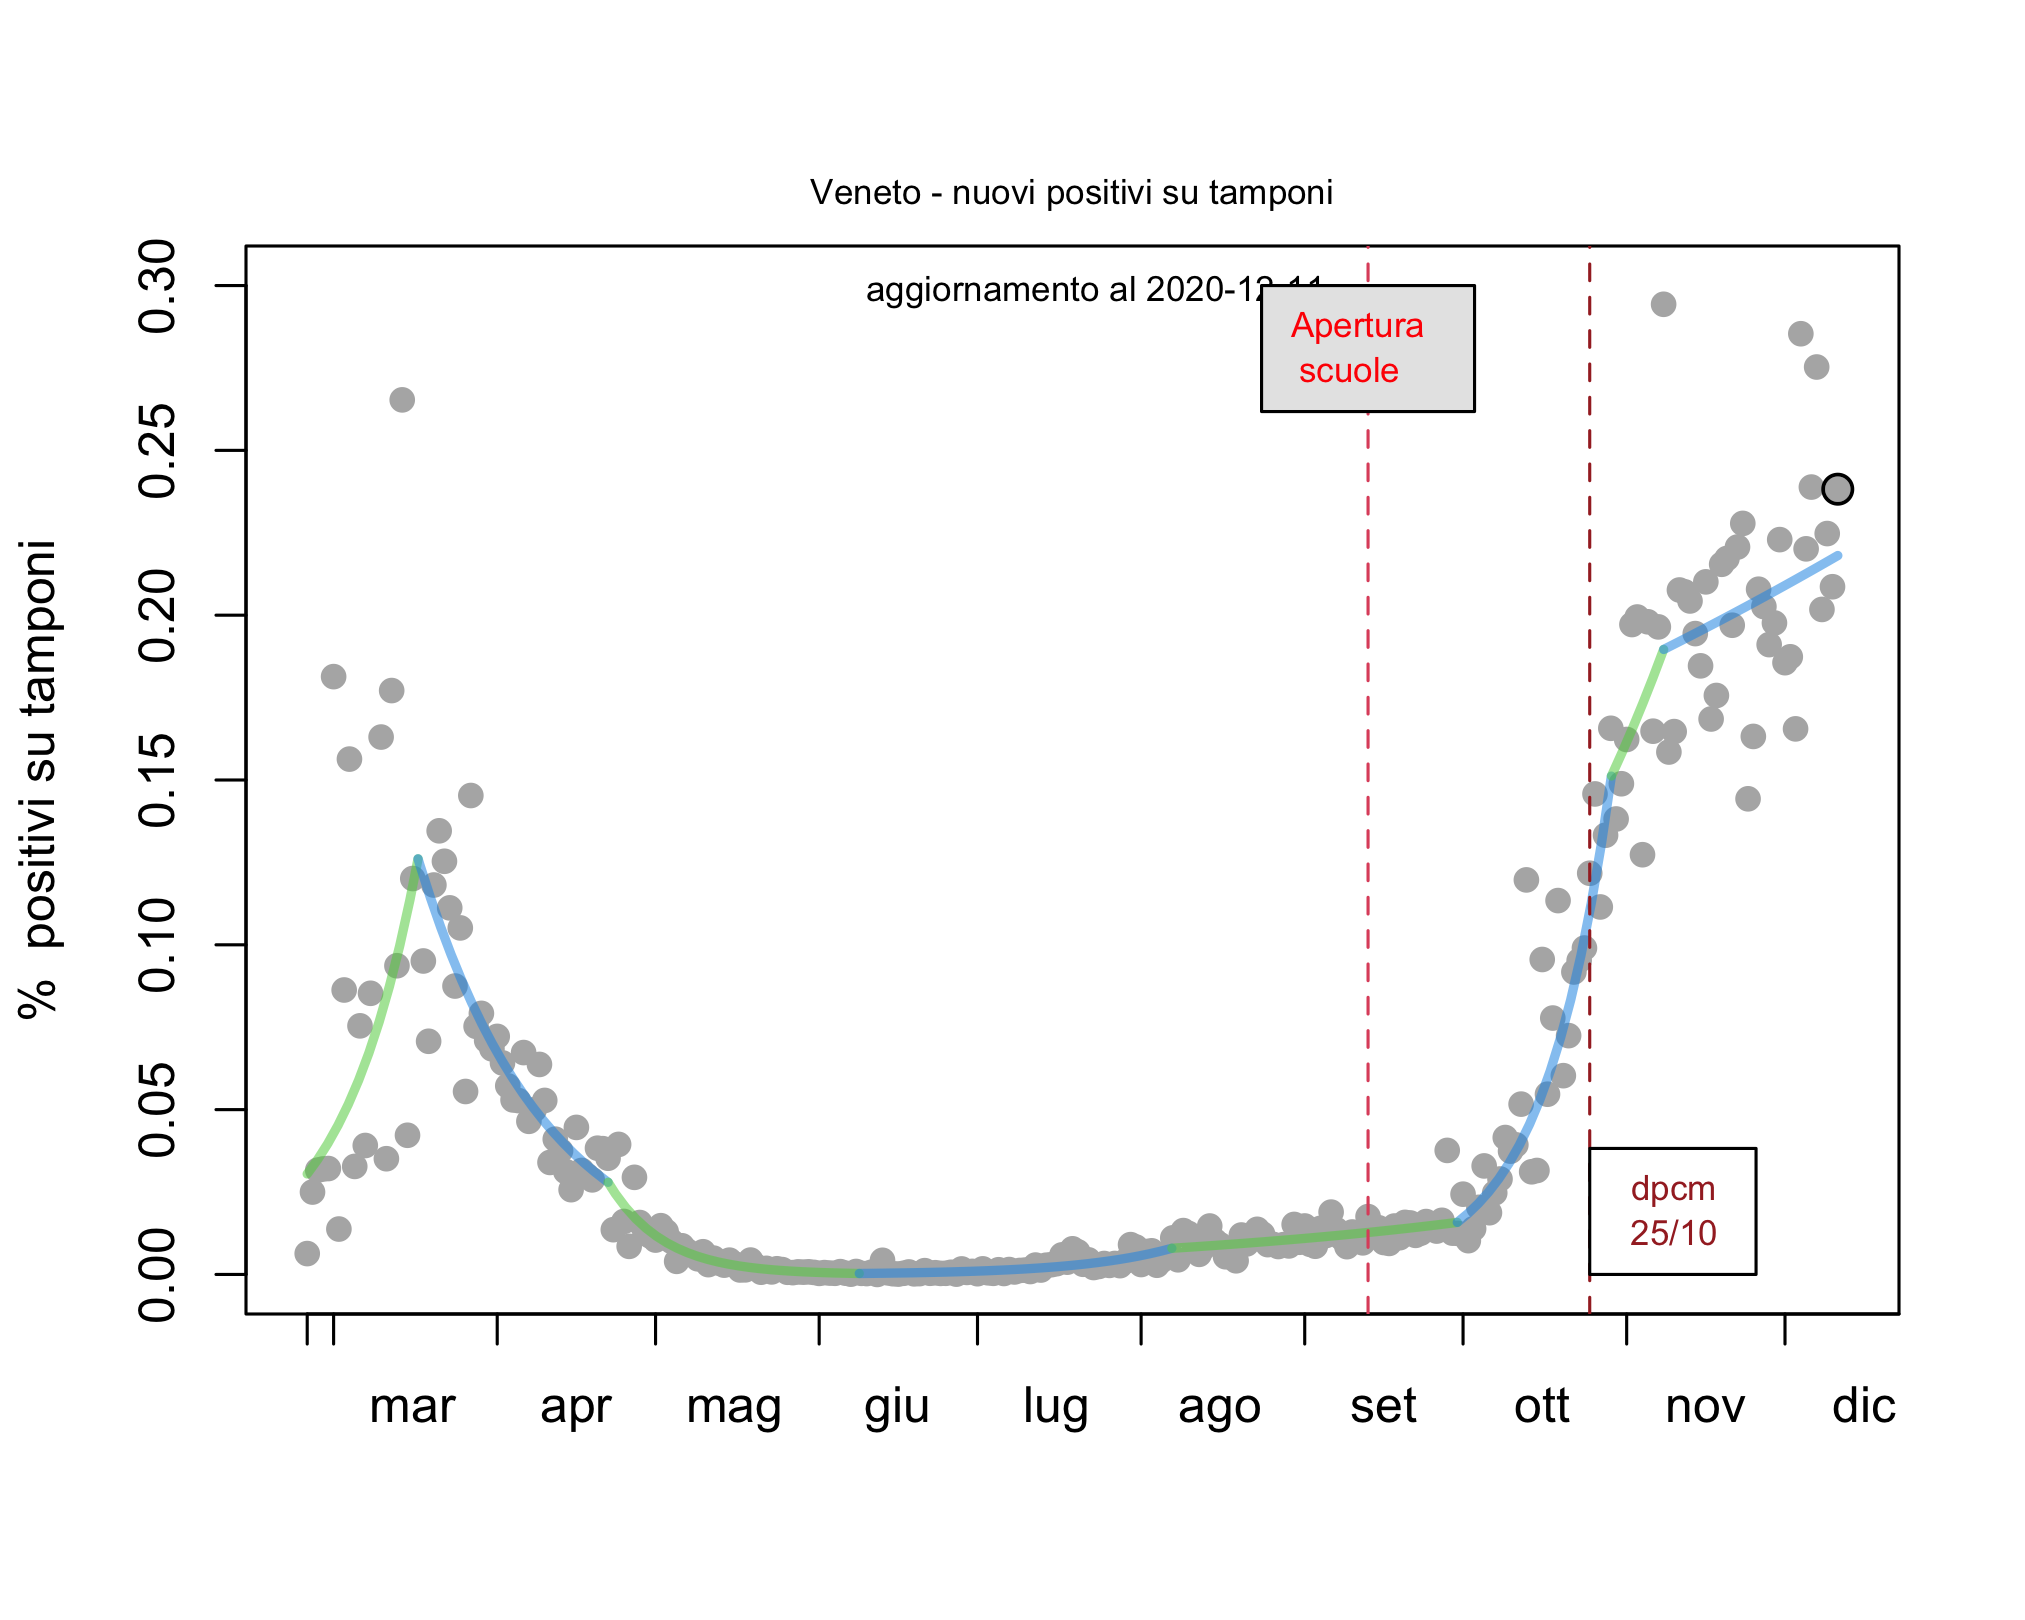 Veneto - nuovi positivi su tamponi
aggiornamento al 2020-12-11
Apertura
scuole
% positivi su tamponi
0.30
0.25
0.20
0.15
0.10
0.05
0.00
dpcm
25/10
mar apr mag giu lug ago set ott nov dic